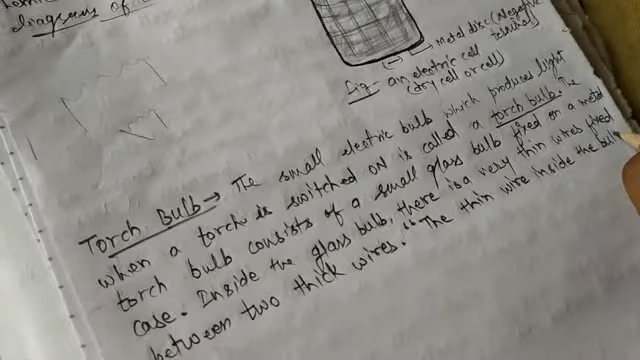 diagrams of
metal disc (Negative
terminal)
Fig- an electric cell
(dry cell or cell)
Torch Bulb → The small electric bulb which produces light
when a torch is switched ON is called a torch bulb. The
torch bulb consists of a small glass bulb fixed on a metal
case. Inside the glass bulb, there is a very thin wires fixed
between two thick wires. "The thin wire inside the bulb